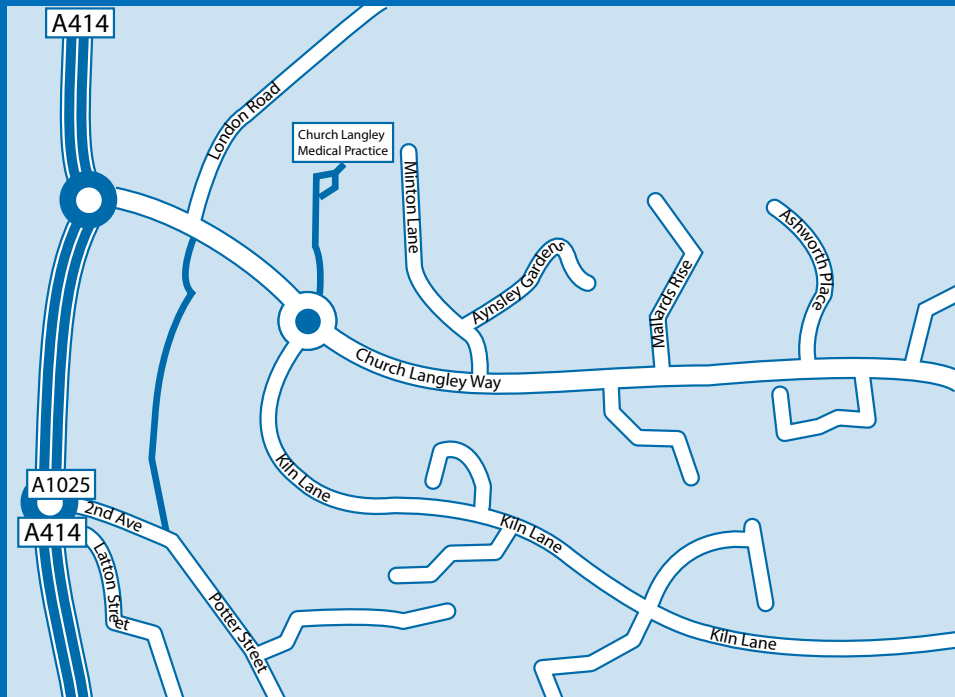 A414
London Road
Church Langley
Medical Practice
Minton Lane
Aynsley Gardens
Mallards Rise
Ashworth Place
Church Langley Way
Kiln Lane
A1025
2nd Ave
A414
Kiln Lane
Latton Street
Potter Street
Kiln Lane